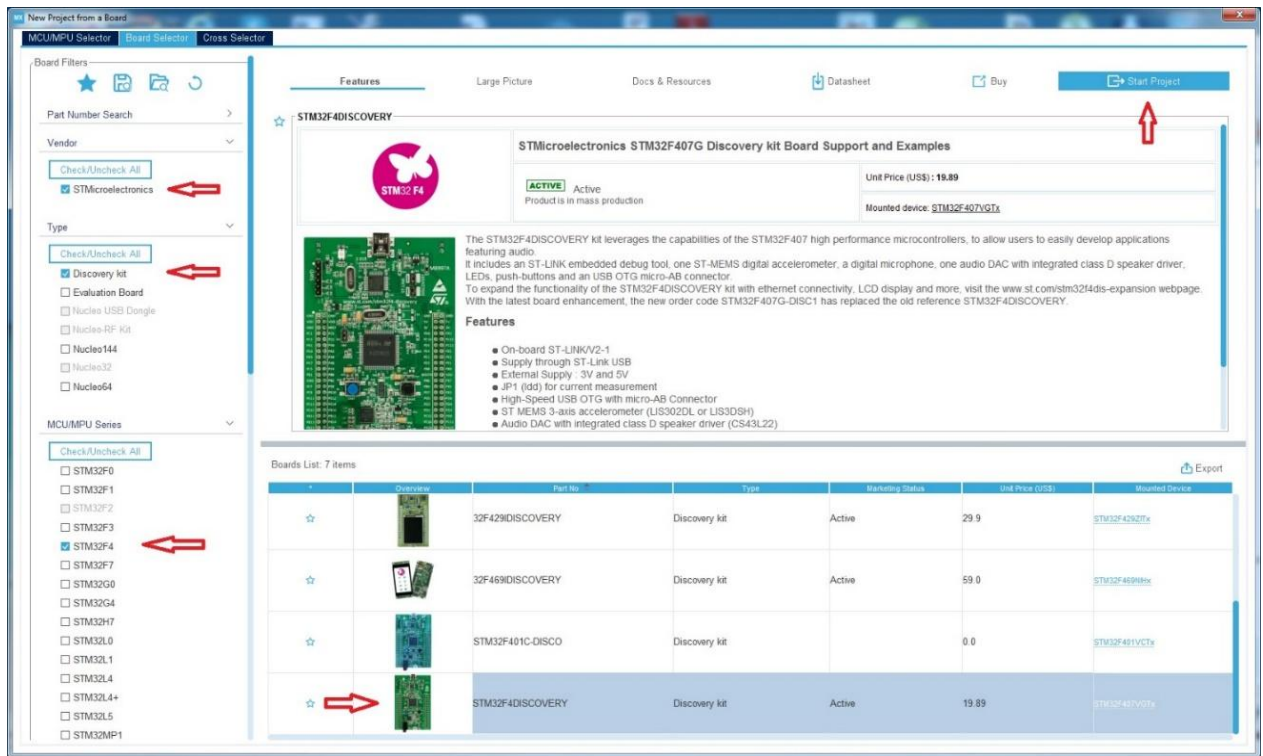 New Project from a Board
MCU/MPU Selector Board Selector Cross Selector
Board Filters
Part Number Search
Vendor
Check/Uncheck All
STMicroelectronics
Type
Check/Uncheck All
Discovery kit
Evaluation Board
Nucleo USB Dongle
Nucleo-RF Kit
Nucleo144
Nucleo32
Nucleo64
MCU/MPU Series
Check/Uncheck All
STM32F0
STM32F1
STM32F2
STM32F3
STM32F4
STM32F7
STM32G0
STM32G4
STM32H7
STM32L0
STM32L1
STM32L4
STM32L4+
STM32L5
STM32MP1
Features Large Picture Docs & Resources Datasheet Buy Start Project
STM32F4DISCOVERY
STM32 F4
STMicroelectronics STM32F407G Discovery kit Board Support and Examples
ACTIVE Active
Product is in mass production
Unit Price (US$) : 19.89
Mounted device: STM32F407VGTx
The STM32F4DISCOVERY kit leverages the capabilities of the STM32F407 high performance microcontrollers, to allow users to easily develop applications
featuring audio.
It includes an ST-LINK embedded debug tool, one ST-MEMS digital accelerometer, a digital microphone, one audio DAC with integrated class D speaker driver,
LEDs, push-buttons and an USB OTG micro-AB connector.
To expand the functionality of the STM32F4DISCOVERY kit with ethernet connectivity, LCD display and more, visit the www.st.com/stm32f4dis-expansion webpage.
With the latest board enhancement, the new order code STM32F407G-DISC1 has replaced the old reference STM32F4DISCOVERY.
Features
On-board ST-LINK/V2-1
Supply through ST-Link USB
External Supply : 3V and 5V
JP1 (Idd) for current measurement
High-Speed USB OTG with micro-AB Connector
ST MEMS 3-axis accelerometer (LIS302DL or LIS3DSH)
Audio DAC with integrated class D speaker driver (CS43L22)
Boards List: 7 items
Export
* Overview Part No Type Marketing Status Unit Price (US$) Mounted Device
32F429IDISCOVERY Discovery kit Active 29.9 STM32F429ZITx
32F469IDISCOVERY Discovery kit Active 59.0 STM32F469NIHx
STM32F401C-DISCO Discovery kit 0.0 STM32F401VCTx
STM32F4DISCOVERY Discovery kit Active 19.89 STM32F407VGTx